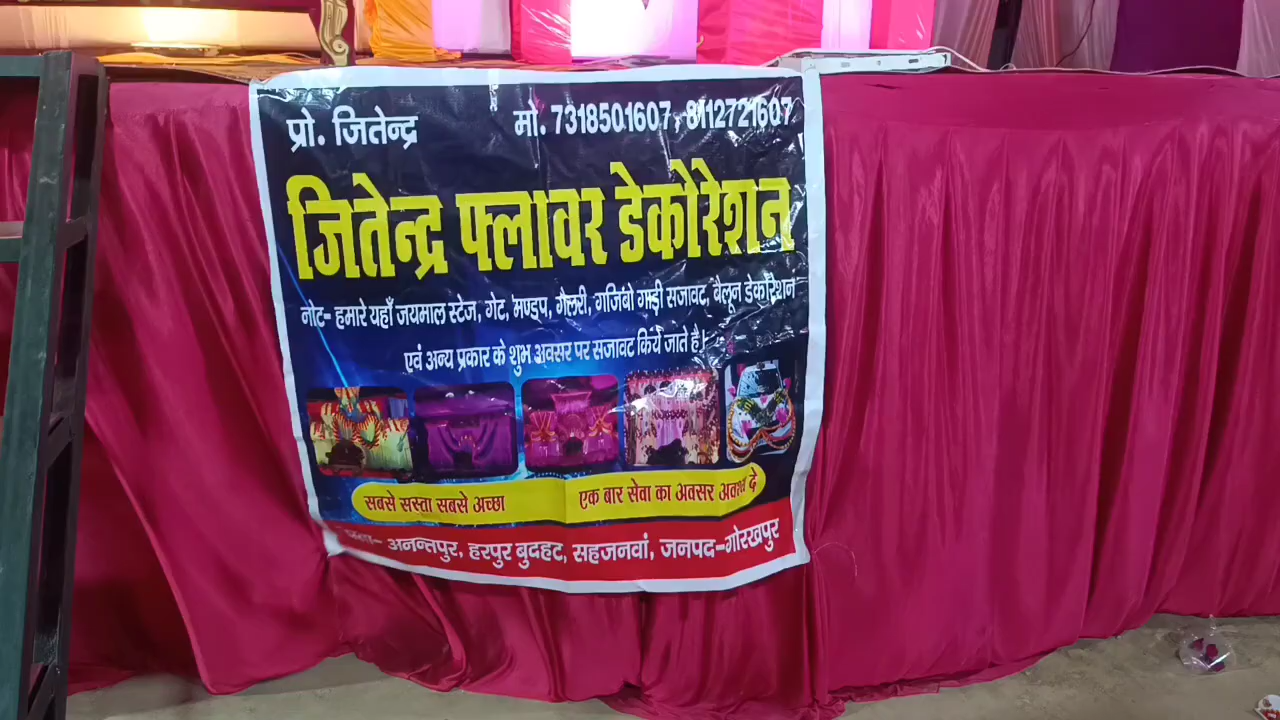 प्रो. जितेन्द्र मो. 7318501607, 8112721607
जितेन्द्र फ्लावर डेकोरेशन
नोट- हमारे यहाँ जयमाल स्टेज, गेट, मण्डप, गैलरी, गजिंबो गाड़ी सजावट, बैलून डेकोरेशन
एवं अन्य प्रकार के शुभ अवसर पर सजावट किये जाते है।
सबसे सस्ता सबसे अच्छा एक बार सेवा का अवसर अवश्य दे
पता- अनन्तपुर, हरपुर बुदहट, सहजनवां, जनपद-गोरखपुर